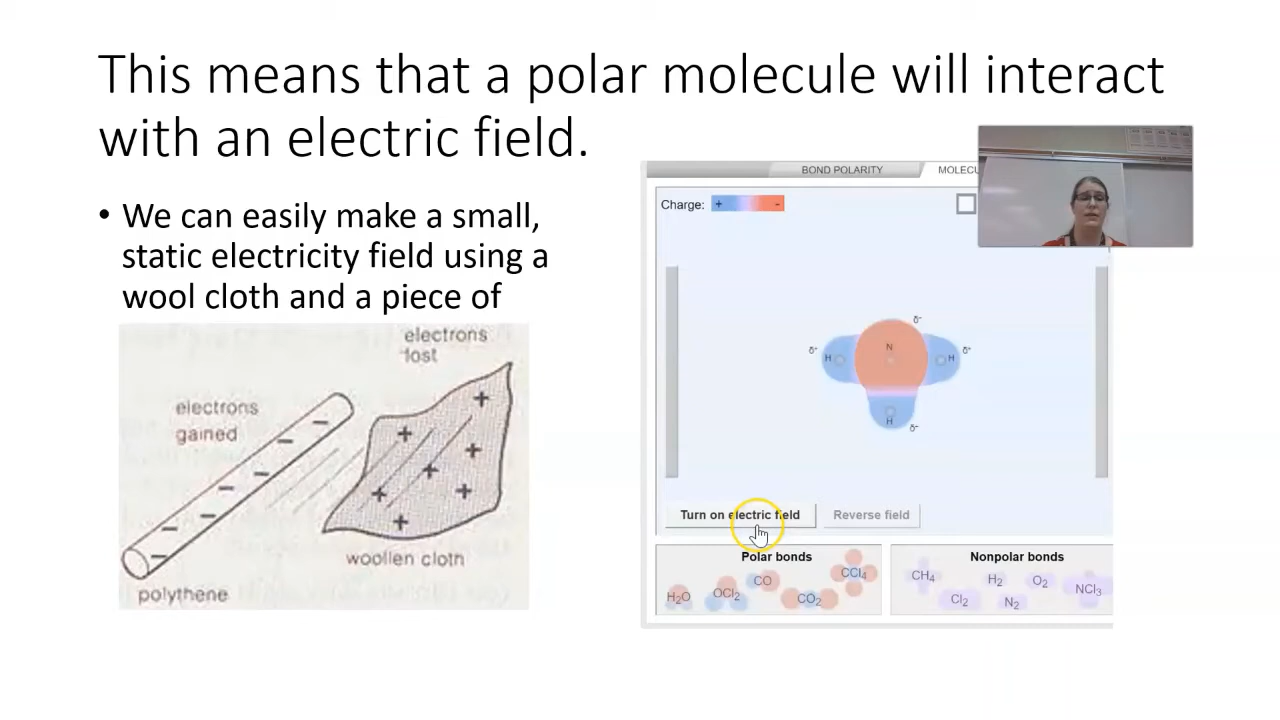 This means that a polar molecule will interact
with an electric field.
• We can easily make a small,
static electricity field using a
wool cloth and a piece of
electrons
lost
electrons
gained
woollen cloth
polythene
BOND POLARITY
MOLECU
Charge:
+
-
N
δ-
H
δ+
H
δ+
H
δ+
Turn on electric field
Reverse field
Polar bonds
H₂O
OCl₂
CO
CO₂
CCl₄
Nonpolar bonds
CH₄
Cl₂
H₂
N₂
O₂
NCl₃